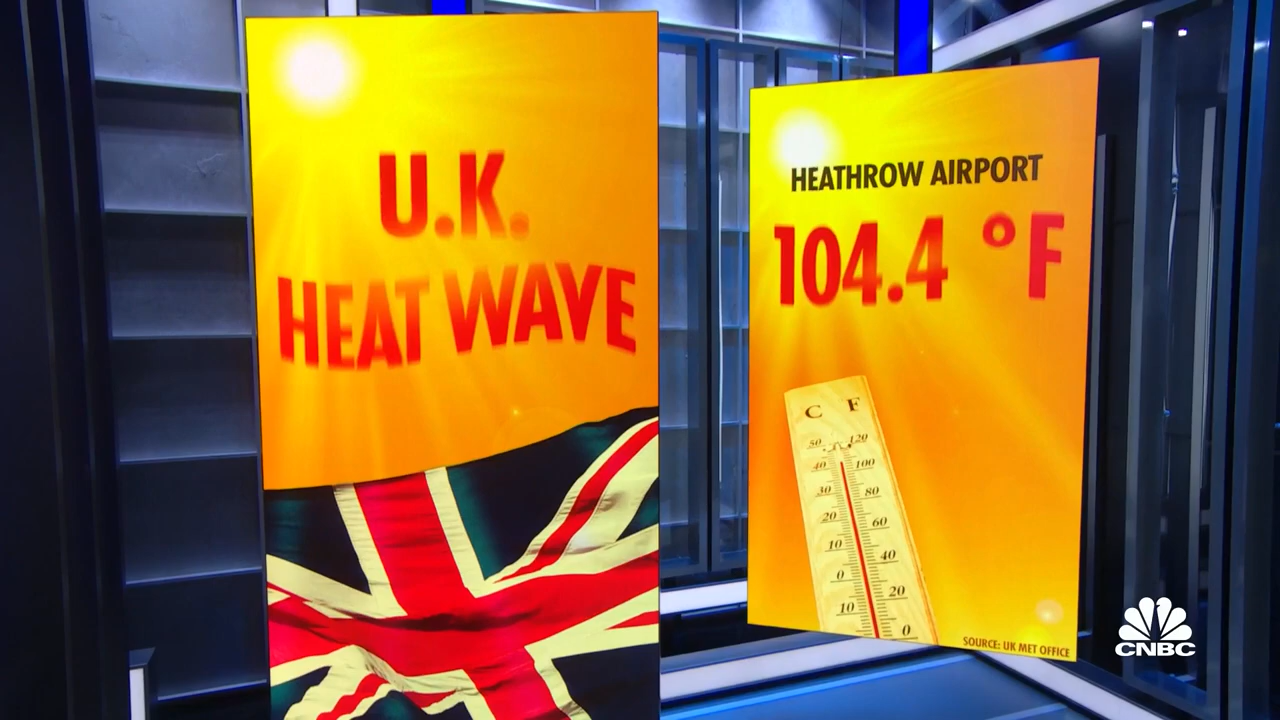 U.K.
HEAT WAVE
HEATHROW AIRPORT
104.4 °F
C F
50 120
40 100
30 80
20 60
10 40
0 20
10 0
SOURCE: UK MET OFFICE
CNBC